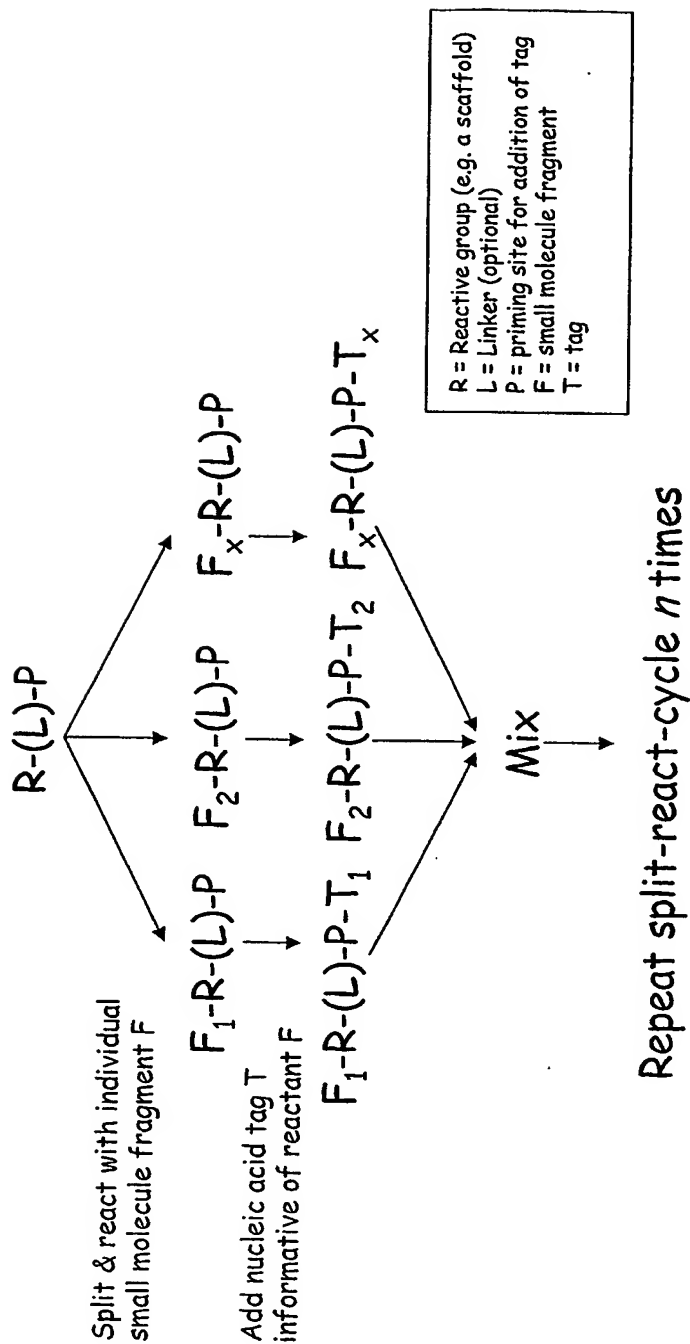 R-(L)-P
Split & react with individual
small molecule fragment F
F₁-R-(L)-P F₂-R-(L)-P Fₓ-R-(L)-P
Add nucleic acid tag T
informative of reactant F
F₁-R-(L)-P-T₁ F₂-R-(L)-P-T₂ Fₓ-R-(L)-P-Tₓ
Mix
Repeat split-react-cycle n times
R = Reactive group (e.g. a scaffold)
L = Linker (optional)
P = priming site for addition of tag
F = small molecule fragment
T = tag